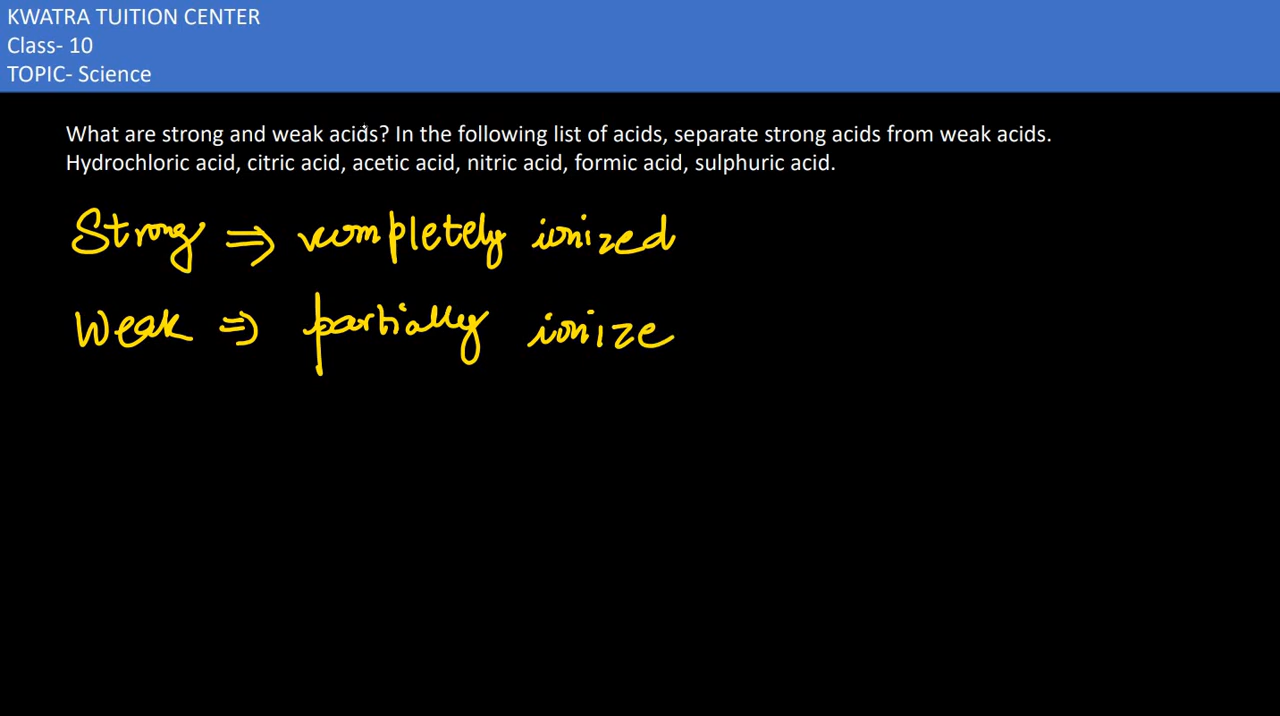 KWATRA TUITION CENTER
Class- 10
TOPIC- Science
What are strong and weak acids? In the following list of acids, separate strong acids from weak acids.
Hydrochloric acid, citric acid, acetic acid, nitric acid, formic acid, sulphuric acid.
Strong ⇒ completely ionized
Weak ⇒ partially ionize